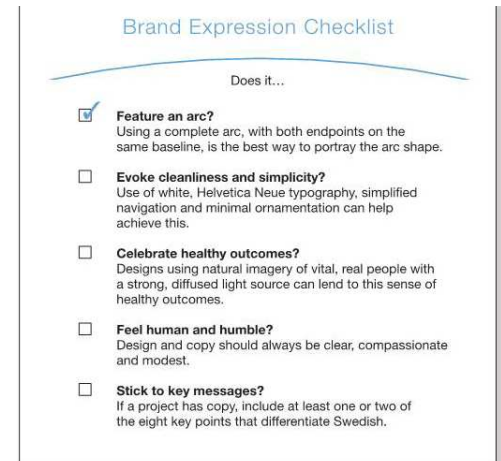 Brand Expression Checklist
Does it...
Feature an arc?
Using a complete arc, with both endpoints on the
same baseline, is the best way to portray the arc shape.
Evoke cleanliness and simplicity?
Use of white, Helvetica Neue typography, simplified
navigation and minimal ornamentation can help
achieve this.
Celebrate healthy outcomes?
Designs using natural imagery of vital, real people with
a strong, diffused light source can lend to this sense of
healthy outcomes.
Feel human and humble?
Design and copy should always be clear, compassionate
and modest.
Stick to key messages?
If a project has copy, include at least one or two of
the eight key points that differentiate Swedish.